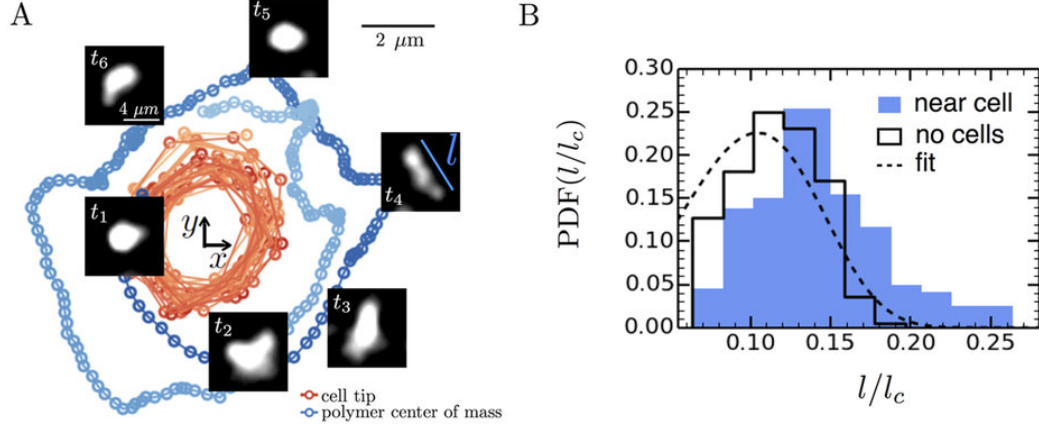 A
t₅
2 μm
t₆
4 μm
l
t₄
t₁
y
x
t₃
t₂
cell tip
polymer center of mass
B
0.30
0.25
0.20
0.15
0.10
0.05
0.00
PDF(l/l_c)
near cell
no cells
fit
0.10 0.15 0.20 0.25
l/l_c